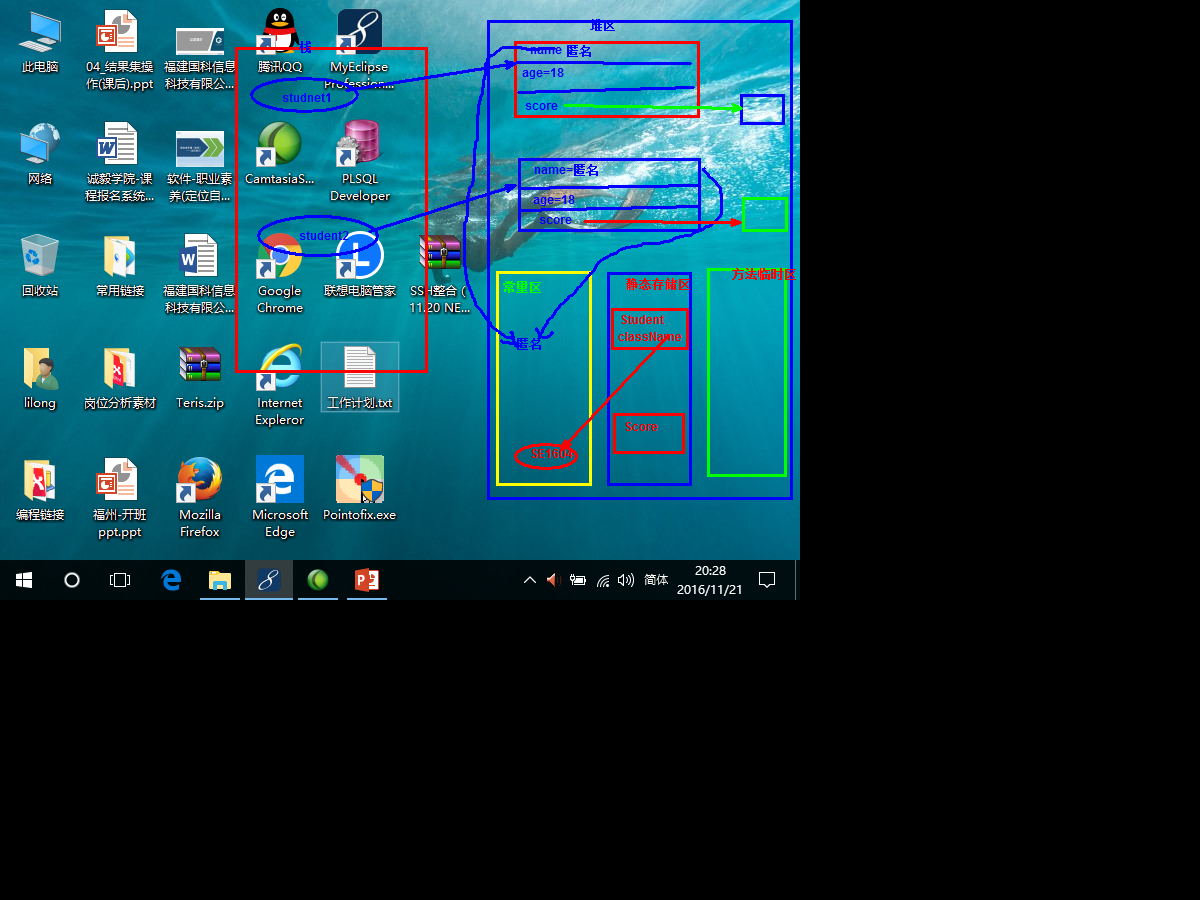 此电脑
04_结果集操
作(课后).ppt
福建国科信息
科技有限公...
腾讯QQ
MyEclipse
Profession...
网络
诚毅学院-课
程报名系统...
软件-职业素
养(定位自...
CamtasiaS...
PLSQL
Developer
回收站
常用链接
福建国科信息
科技有限公...
Google
Chrome
联想电脑管家
SSH整合 (
11.20 NE...
lilong
岗位分析素材
Teris.zip
Internet
Expleror
工作计划.txt
编程链接
福州-开班
ppt.ppt
Mozilla
Firefox
Microsoft
Edge
Pointofix.exe
栈
studnet1
student2
堆区
name 匿名
age=18
score
name=匿名
age=18
score
常量区
匿名
静态存储区
Student
className
Score
方法临时区
简体
20:28
2016/11/21